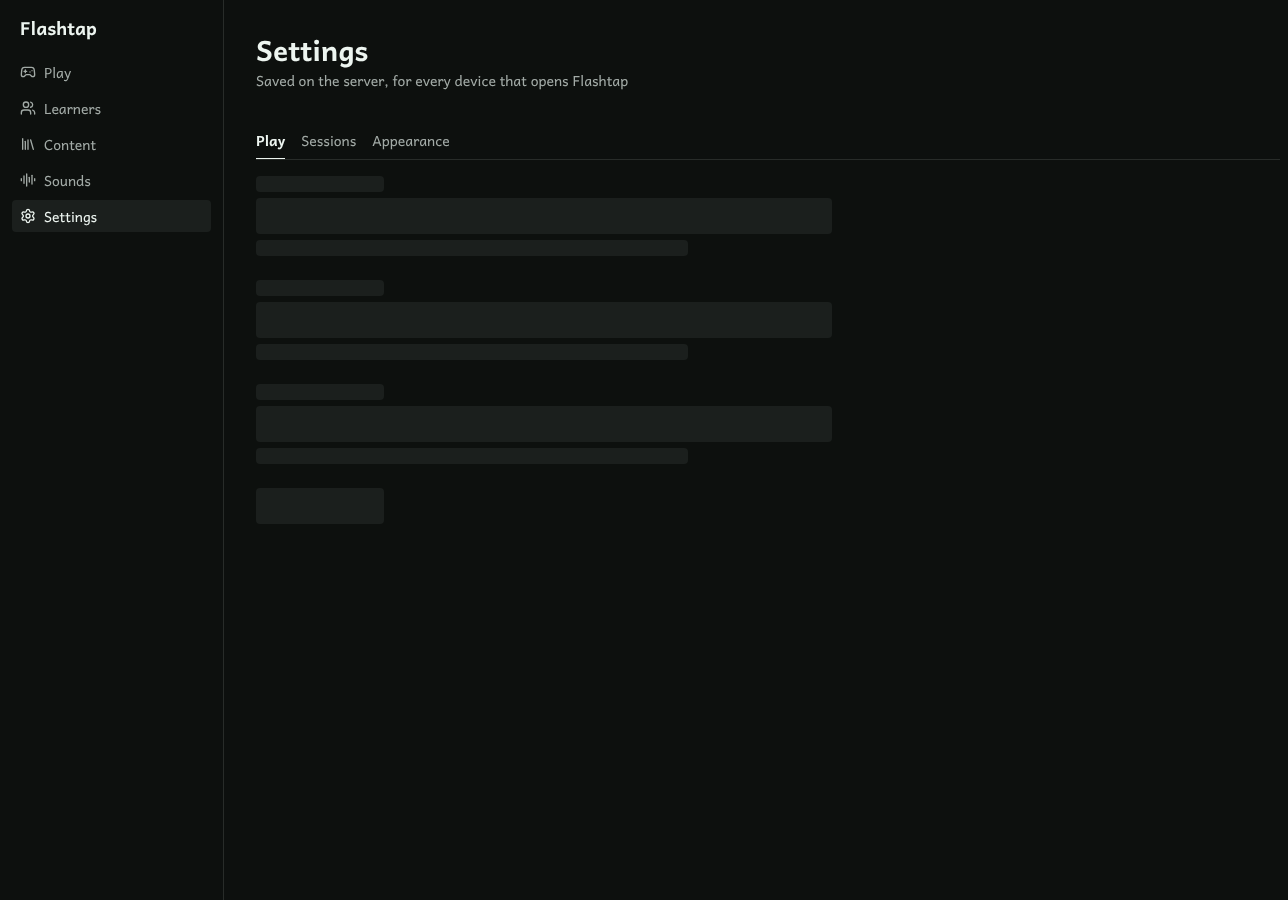 Flashtap
Play
Learners
Content
Sounds
Settings
Settings
Saved on the server, for every device that opens Flashtap
Play Sessions Appearance